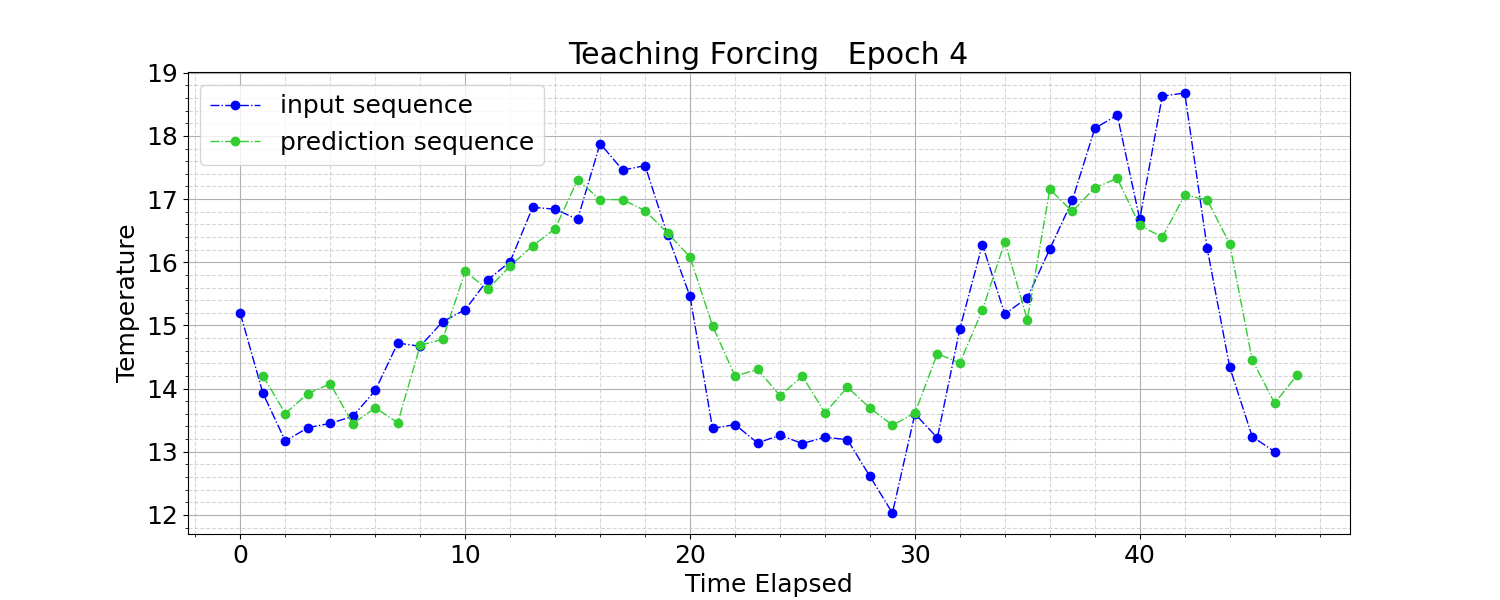 Teaching Forcing   Epoch 4
input sequence
prediction sequence
Temperature
19
18
17
16
15
14
13
12
0 10 20 30 40
Time Elapsed